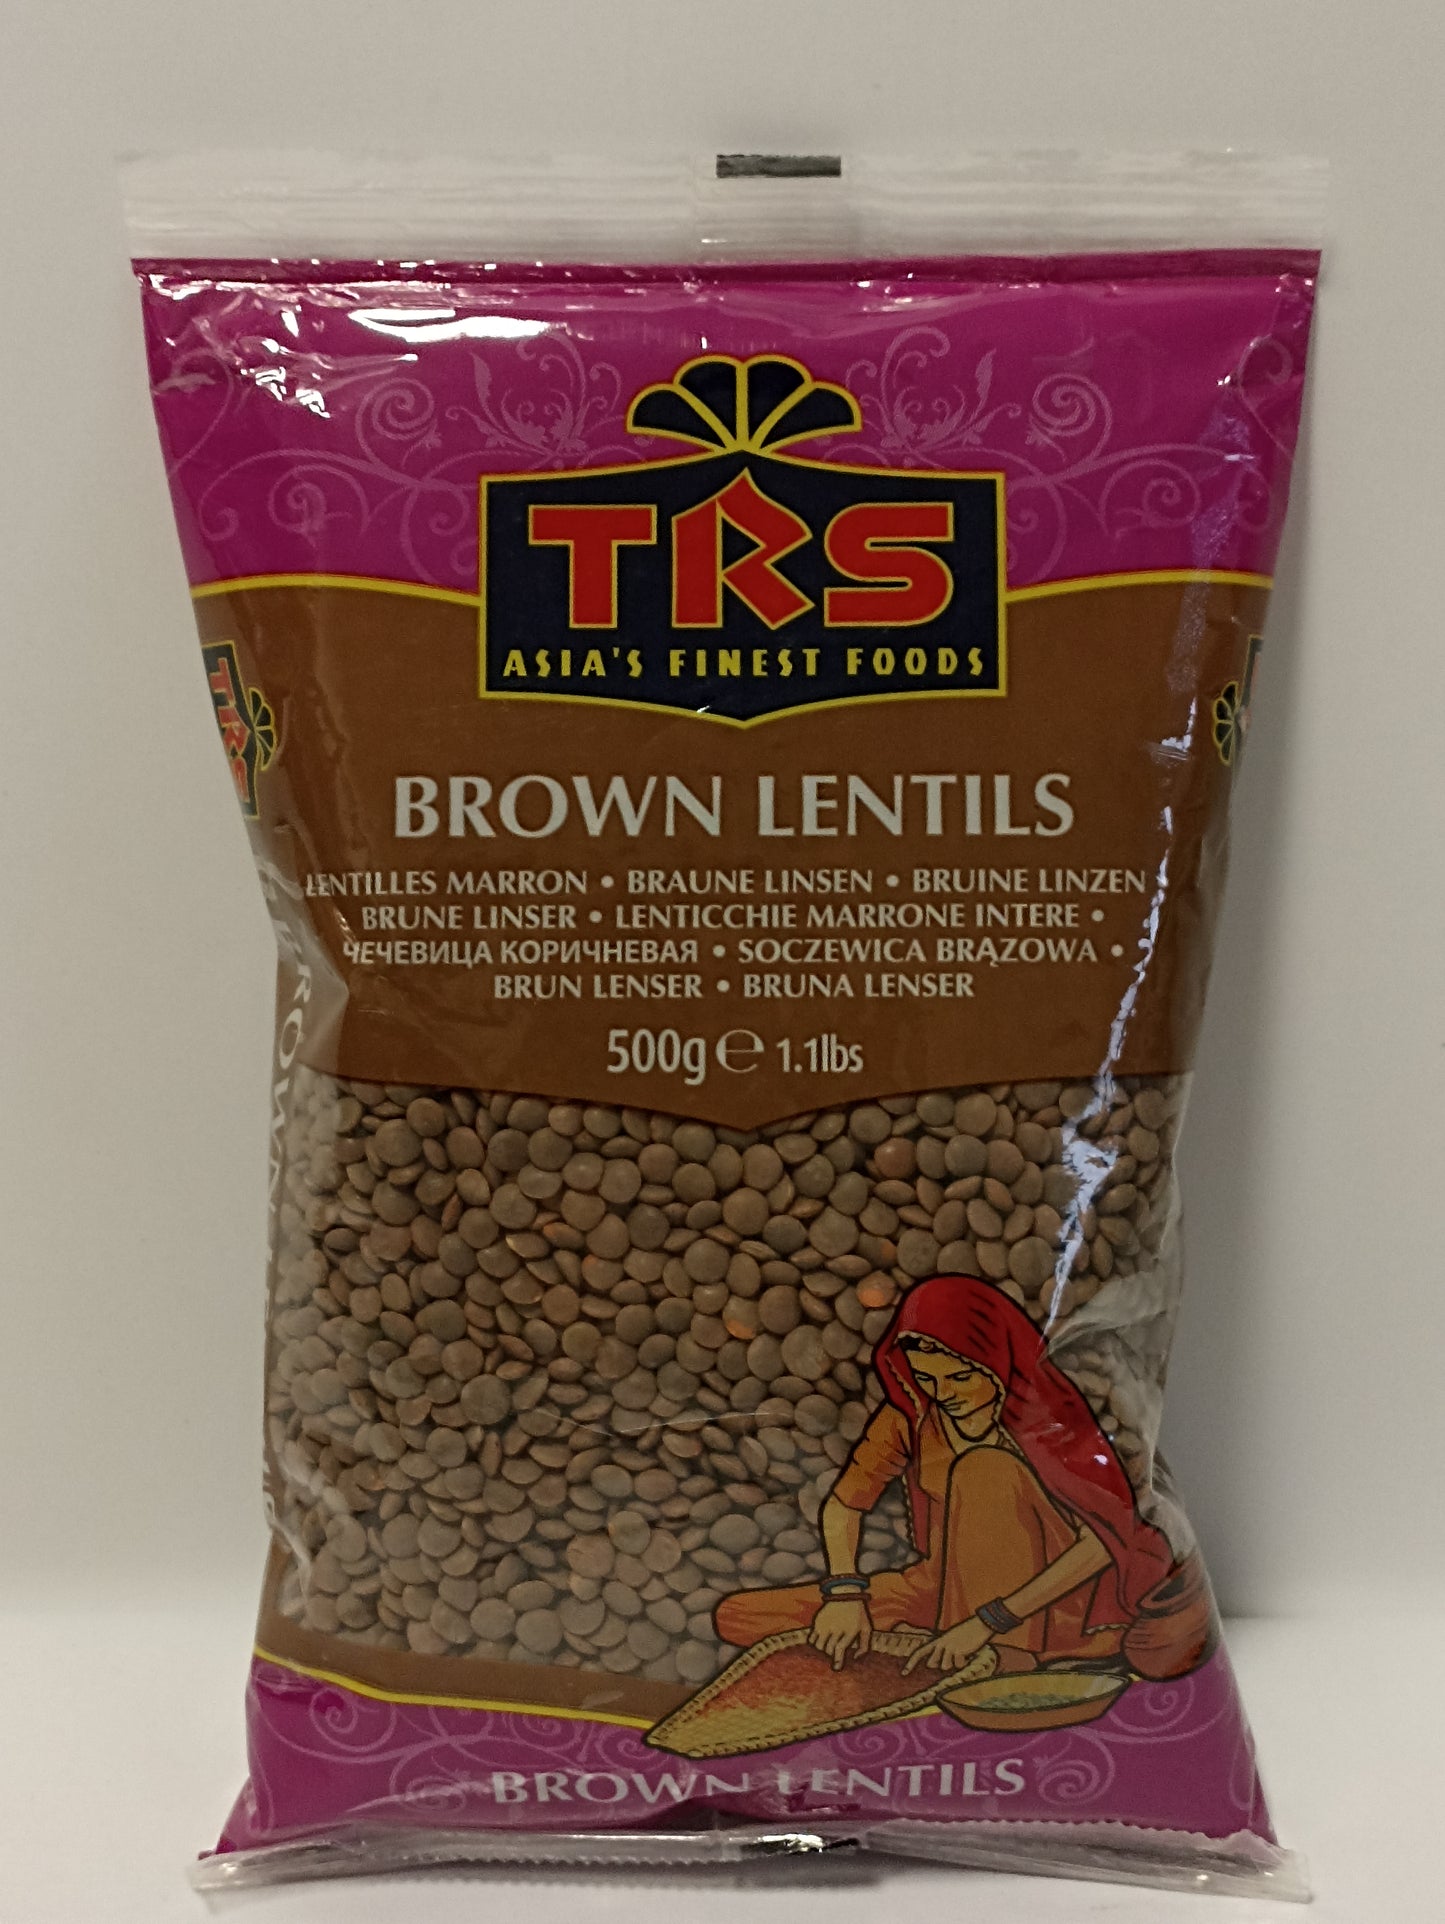 TRS
ASIA'S FINEST FOODS
TRS
BROWN LENTILS
LENTILLES MARRON • BRAUNE LINSEN • BRUINE LINZEN
BRUNE LINSER • LENTICCHIE MARRONE INTERE •
ЧЕЧЕВИЦА КОРИЧНЕВАЯ • SOCZEWICA BRĄZOWA •
BRUN LENSER • BRUNA LENSER
500g ℮ 1.1lbs
BROWN LENTILS